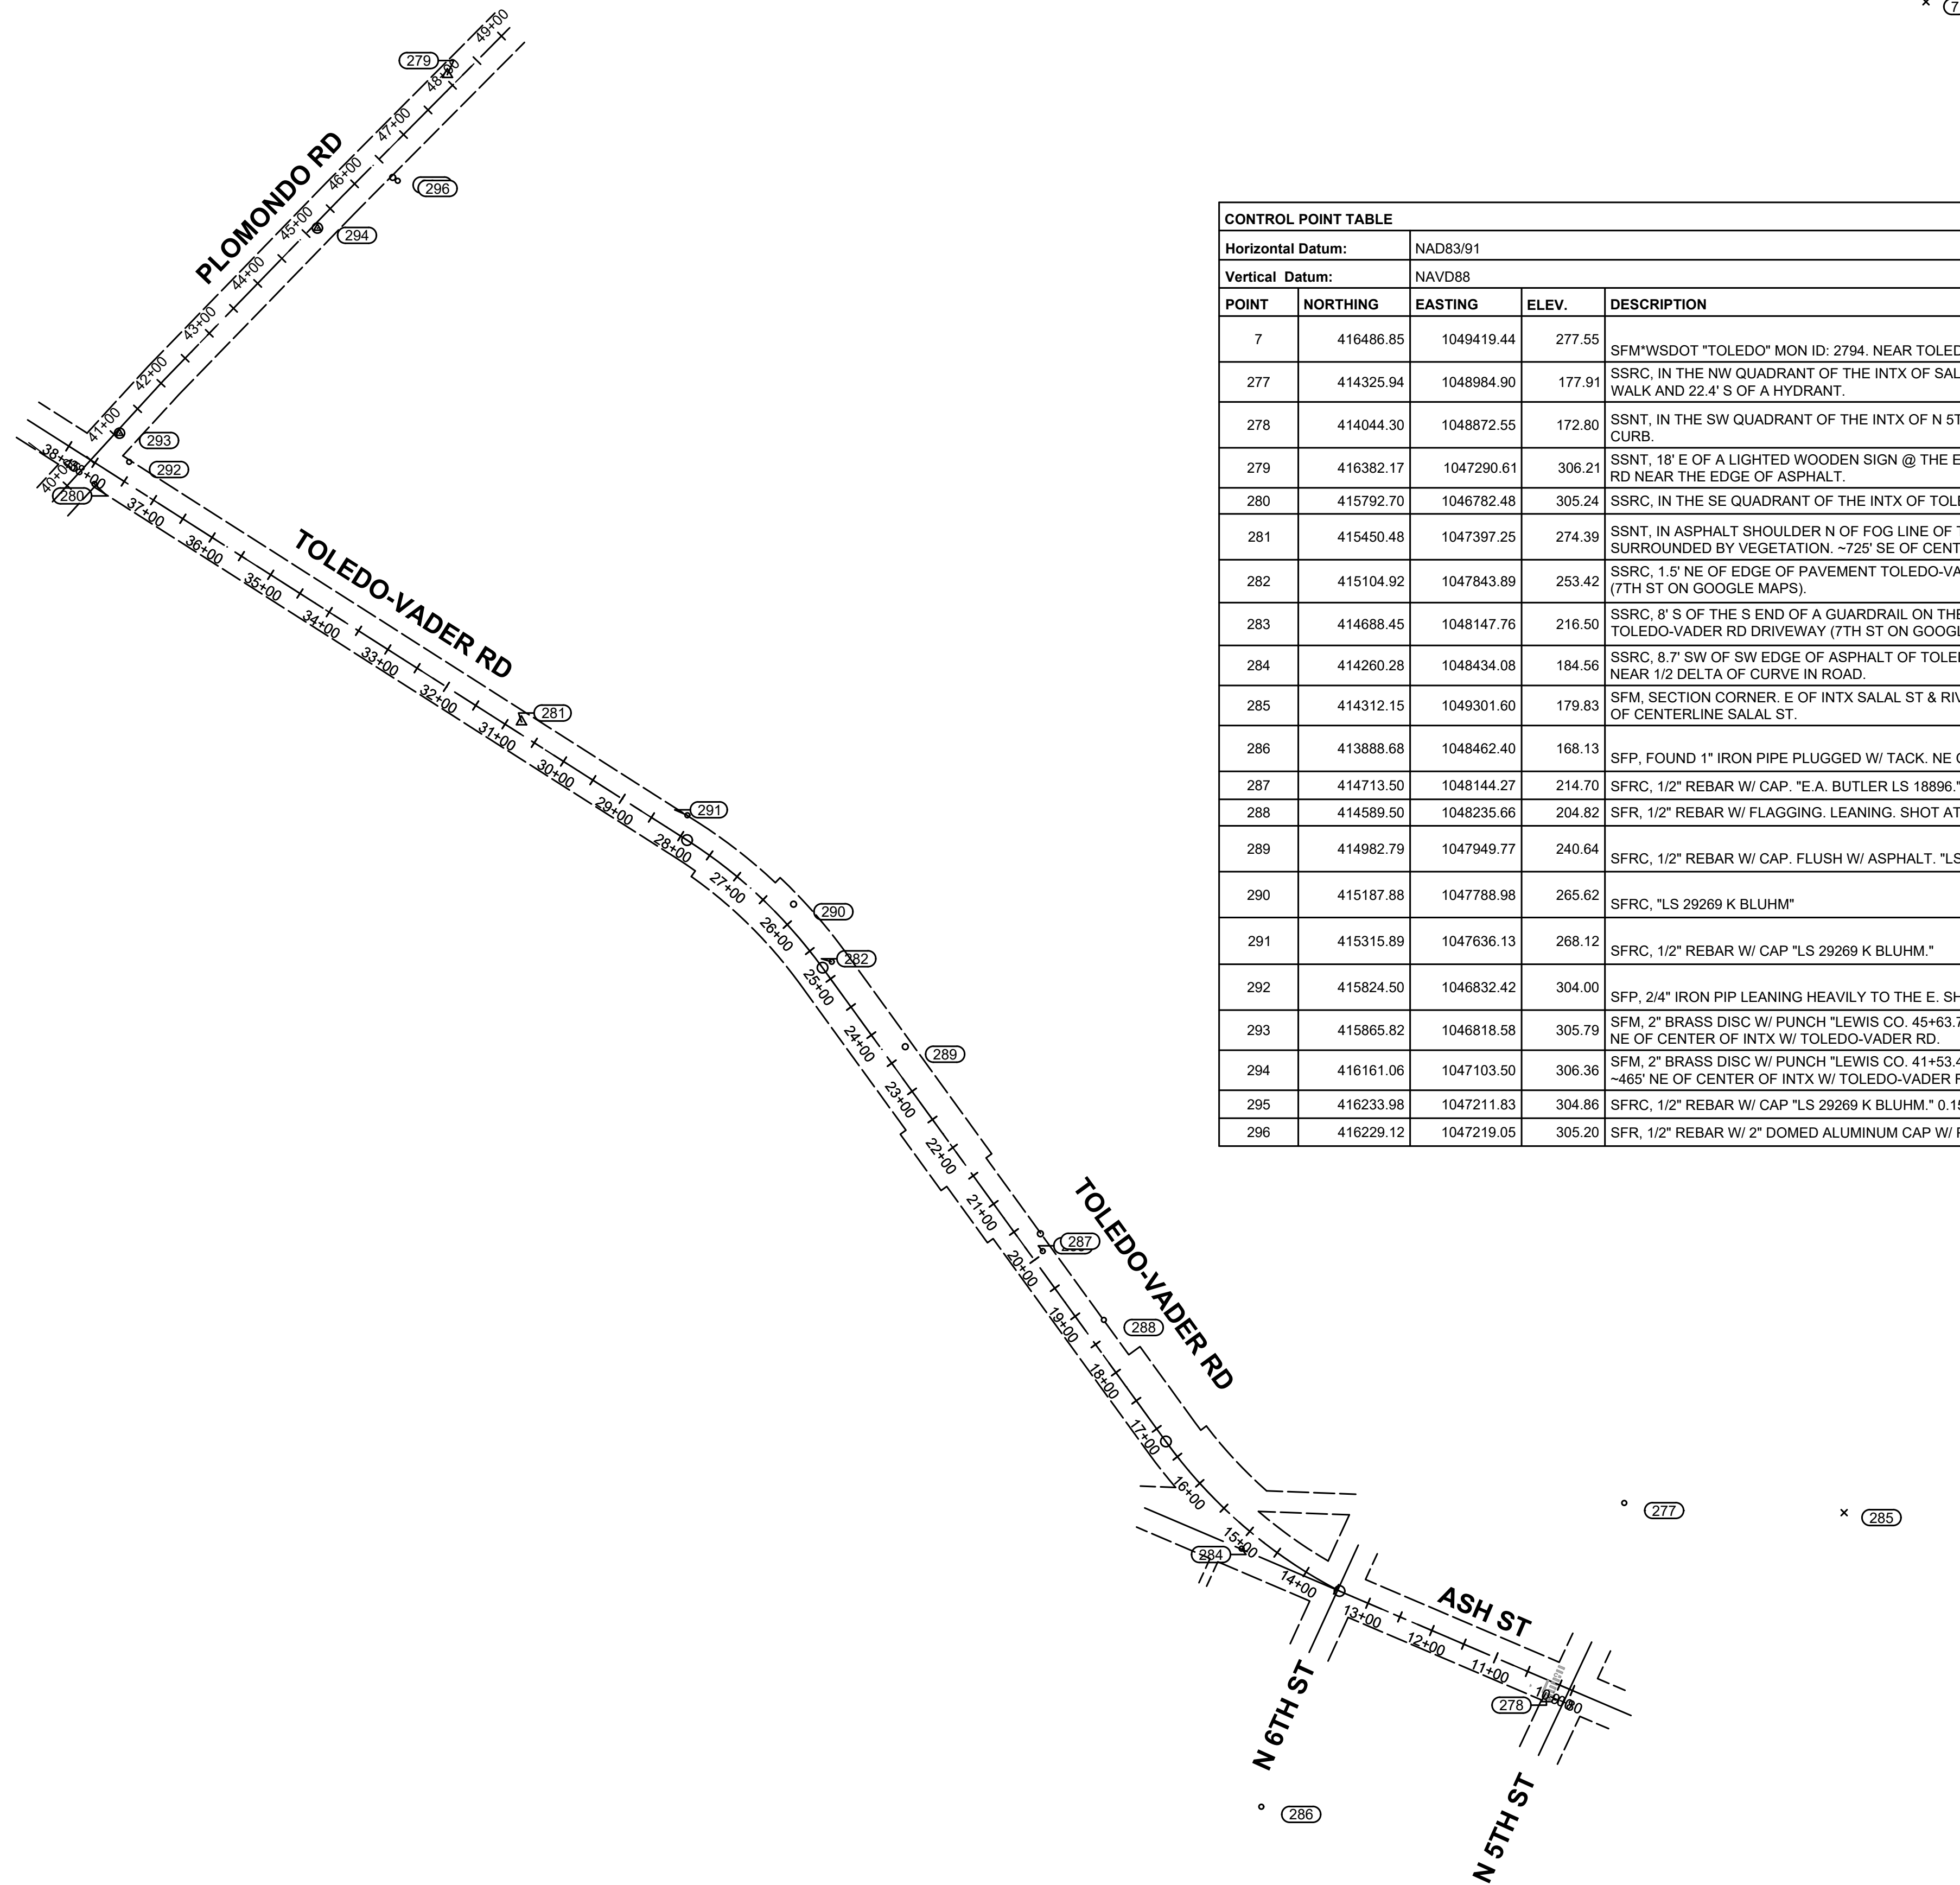 7
49+00
279
48+00
47+00
PLOMONDO RD
46+00
296
45+00
294
44+00
43+00
42+00
41+00
293
292
40+00
280
37+00
36+00
TOLEDO-VADER RD
35+00
34+00
33+00
32+00
281
31+00
30+00
29+00
291
28+00
27+00
290
26+00
282
25+00
24+00
289
23+00
22+00
21+00
TOLEDO-VADER RD
287
20+00
19+00
288
18+00
17+00
16+00
277
285
15+00
284
14+00
ASH ST
13+00
12+00
11+00
278
N 6TH ST
286
N 5TH ST
CONTROL POINT TABLE
Horizontal Datum: NAD83/91
Vertical Datum: NAVD88
POINT NORTHING EASTING ELEV. DESCRIPTION
7 416486.85 1049419.44 277.55 SFM*WSDOT "TOLEDO" MON ID: 2794. NEAR TOLED
277 414325.94 1048984.90 177.91 SSRC, IN THE NW QUADRANT OF THE INTX OF SAL
WALK AND 22.4' S OF A HYDRANT.
278 414044.30 1048872.55 172.80 SSNT, IN THE SW QUADRANT OF THE INTX OF N 5T
CURB.
279 416382.17 1047290.61 306.21 SSNT, 18' E OF A LIGHTED WOODEN SIGN @ THE E
RD NEAR THE EDGE OF ASPHALT.
280 415792.70 1046782.48 305.24 SSRC, IN THE SE QUADRANT OF THE INTX OF TOLE
281 415450.48 1047397.25 274.39 SSNT, IN ASPHALT SHOULDER N OF FOG LINE OF T
SURROUNDED BY VEGETATION. ~725' SE OF CENT
282 415104.92 1047843.89 253.42 SSRC, 1.5' NE OF EDGE OF PAVEMENT TOLEDO-VA
(7TH ST ON GOOGLE MAPS).
283 414688.45 1048147.76 216.50 SSRC, 8' S OF THE S END OF A GUARDRAIL ON THE
TOLEDO-VADER RD DRIVEWAY (7TH ST ON GOOGL
284 414260.28 1048434.08 184.56 SSRC, 8.7' SW OF SW EDGE OF ASPHALT OF TOLED
NEAR 1/2 DELTA OF CURVE IN ROAD.
285 414312.15 1049301.60 179.83 SFM, SECTION CORNER. E OF INTX SALAL ST & RIV
OF CENTERLINE SALAL ST.
286 413888.68 1048462.40 168.13 SFP, FOUND 1" IRON PIPE PLUGGED W/ TACK. NE C
287 414713.50 1048144.27 214.70 SFRC, 1/2" REBAR W/ CAP. "E.A. BUTLER LS 18896."
288 414589.50 1048235.66 204.82 SFR, 1/2" REBAR W/ FLAGGING. LEANING. SHOT AT
289 414982.79 1047949.77 240.64 SFRC, 1/2" REBAR W/ CAP. FLUSH W/ ASPHALT. "LS
290 415187.88 1047788.98 265.62 SFRC, "LS 29269 K BLUHM"
291 415315.89 1047636.13 268.12 SFRC, 1/2" REBAR W/ CAP "LS 29269 K BLUHM."
292 415824.50 1046832.42 304.00 SFP, 2/4" IRON PIP LEANING HEAVILY TO THE E. SH
293 415865.82 1046818.58 305.79 SFM, 2" BRASS DISC W/ PUNCH "LEWIS CO. 45+63.7
NE OF CENTER OF INTX W/ TOLEDO-VADER RD.
294 416161.06 1047103.50 306.36 SFM, 2" BRASS DISC W/ PUNCH "LEWIS CO. 41+53.4
~465' NE OF CENTER OF INTX W/ TOLEDO-VADER R
295 416233.98 1047211.83 304.86 SFRC, 1/2" REBAR W/ CAP "LS 29269 K BLUHM." 0.15
296 416229.12 1047219.05 305.20 SFR, 1/2" REBAR W/ 2" DOMED ALUMINUM CAP W/ P